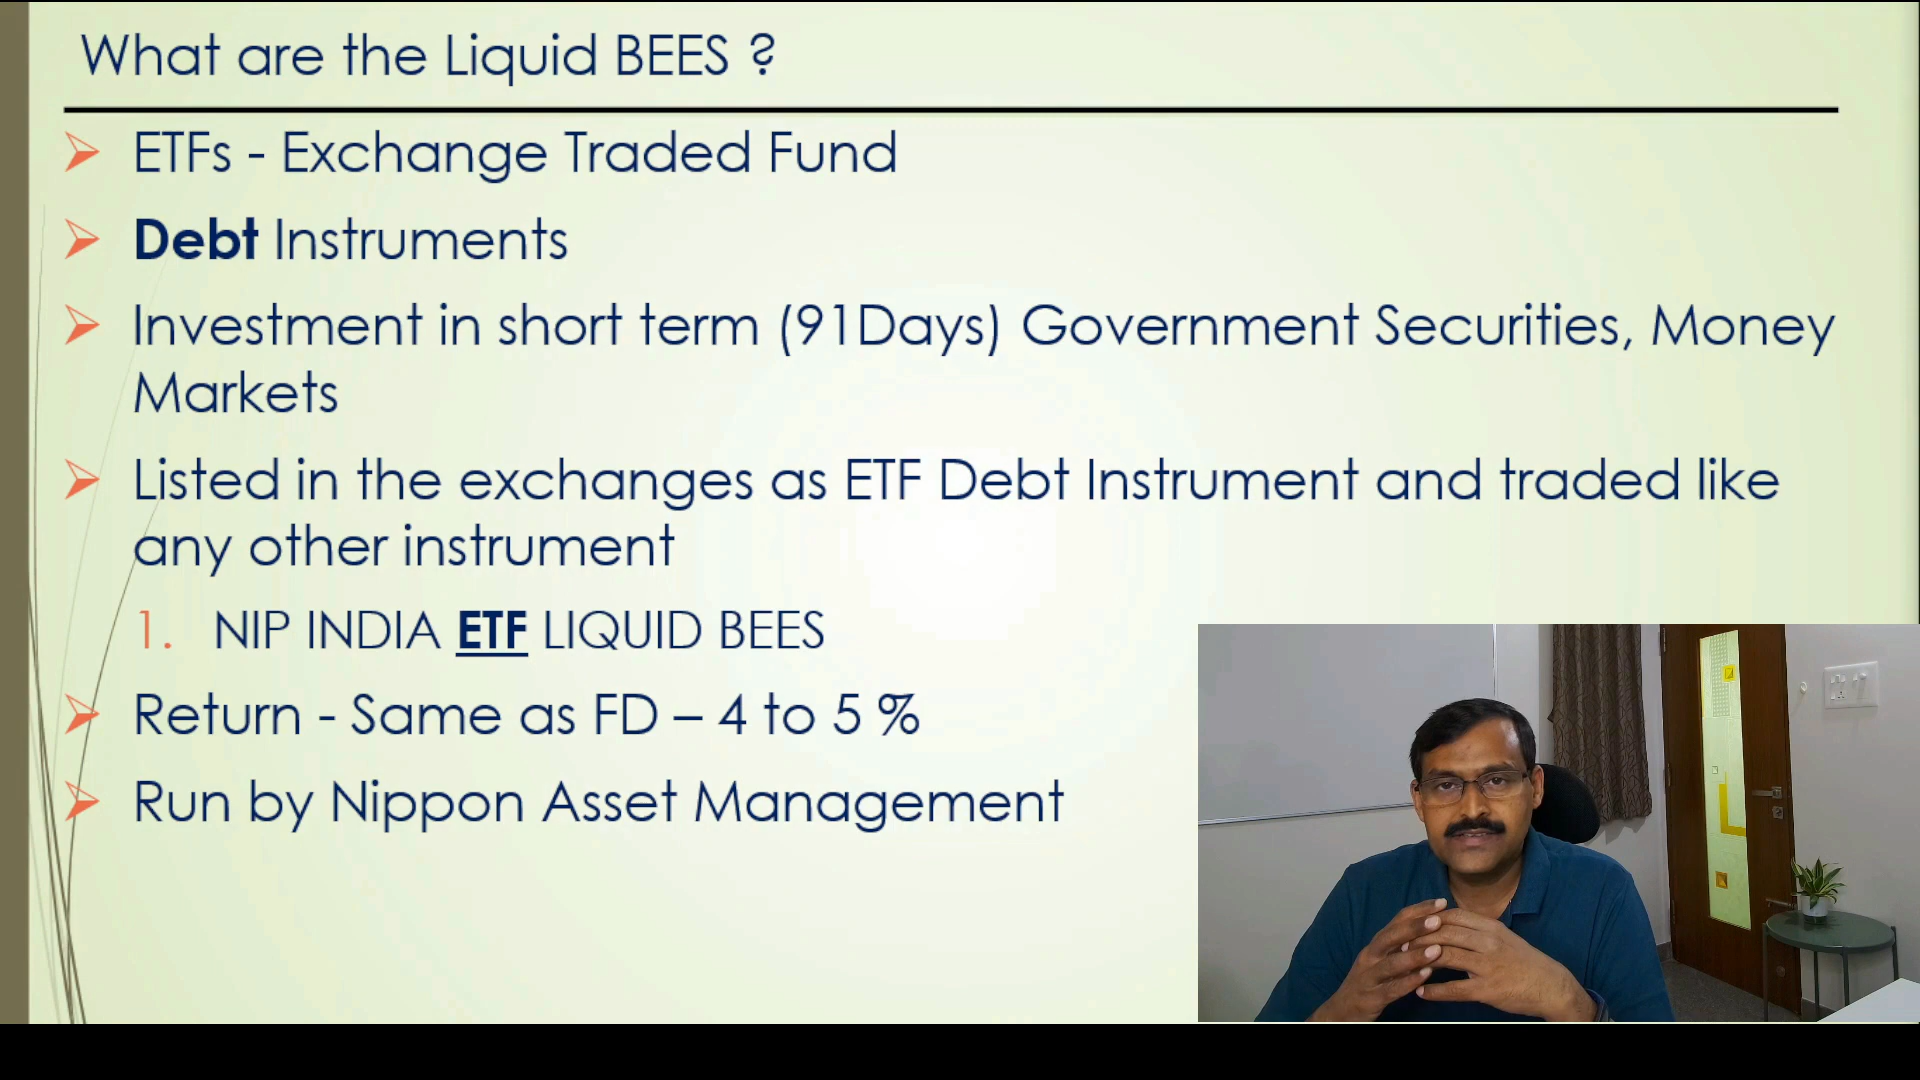 What are the Liquid BEES ?
ETFs - Exchange Traded Fund
Debt Instruments
Investment in short term (91Days) Government Securities, Money
Markets
Listed in the exchanges as ETF Debt Instrument and traded like
any other instrument
1. NIP INDIA ETF LIQUID BEES
Return - Same as FD – 4 to 5 %
Run by Nippon Asset Management